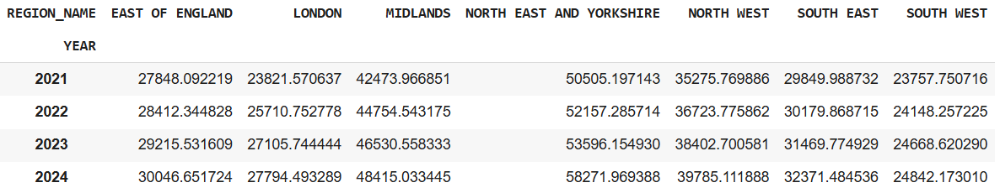 REGION_NAME EAST OF ENGLAND LONDON MIDLANDS NORTH EAST AND YORKSHIRE NORTH WEST SOUTH EAST SOUTH WEST
YEAR
2021 27848.092219 23821.570637 42473.966851 50505.197143 35275.769886 29849.988732 23757.750716
2022 28412.344828 25710.752778 44754.543175 52157.285714 36723.775862 30179.868715 24148.257225
2023 29215.531609 27105.744444 46530.558333 53596.154930 38402.700581 31469.774929 24668.620290
2024 30046.651724 27794.493289 48415.033445 58271.969388 39785.111888 32371.484536 24842.173010